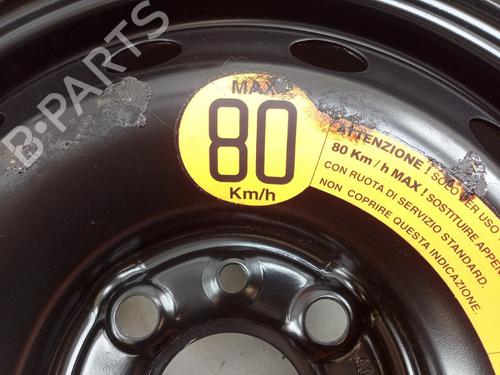 B-PARTS
MAX
80
Km/h
ATTENZIONE ! SOLO PER USO
80 Km / h MAX ! SOSTITUIRE APPEN
CON RUOTA DI SERVIZIO STANDARD.
NON COPRIRE QUESTA INDICAZIONE.